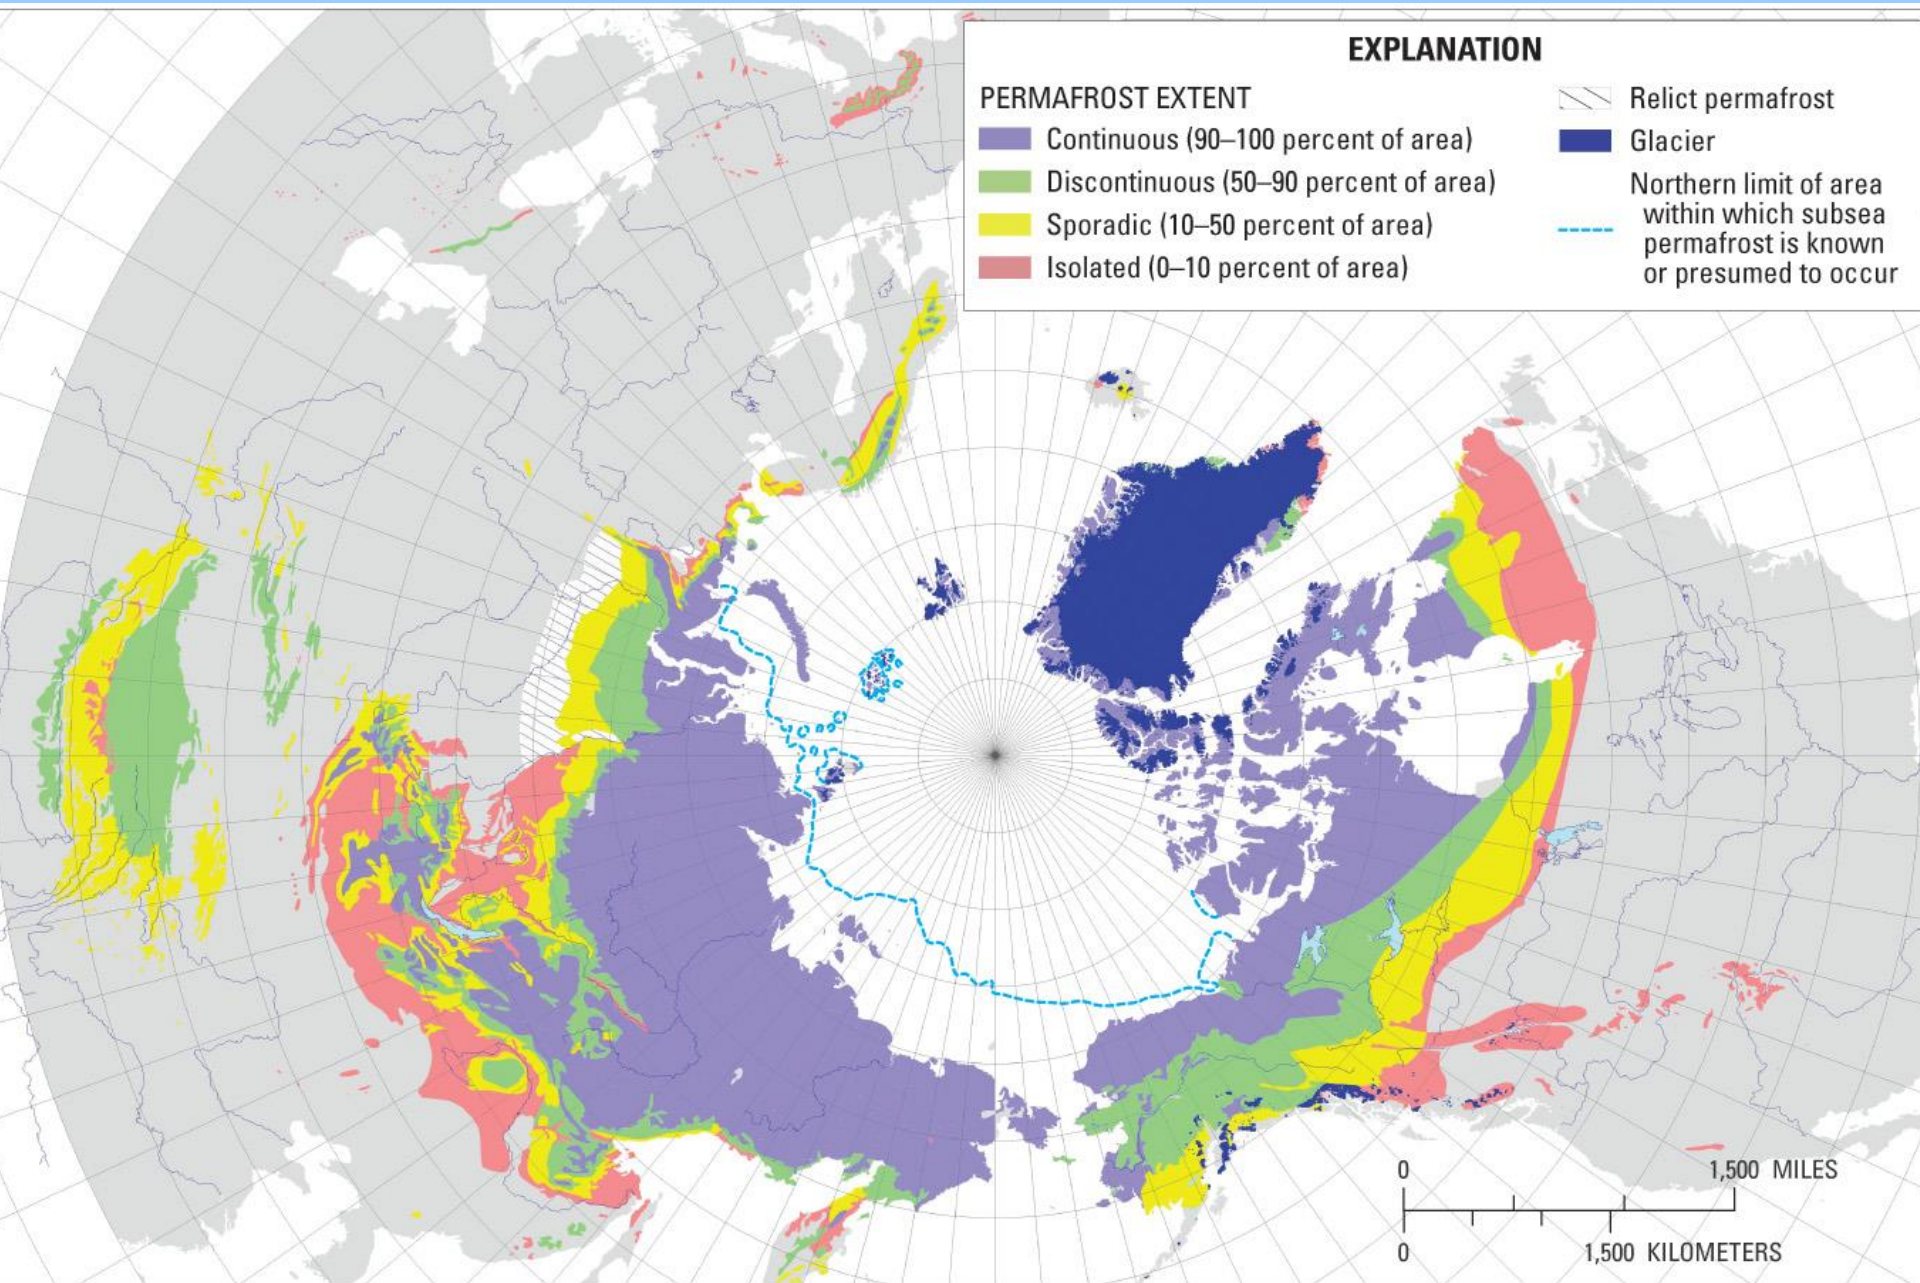 EXPLANATION
PERMAFROST EXTENT
Continuous (90–100 percent of area)
Discontinuous (50–90 percent of area)
Sporadic (10–50 percent of area)
Isolated (0–10 percent of area)
Relict permafrost
Glacier
Northern limit of area
within which subsea
permafrost is known
or presumed to occur
0 1,500 MILES
0 1,500 KILOMETERS